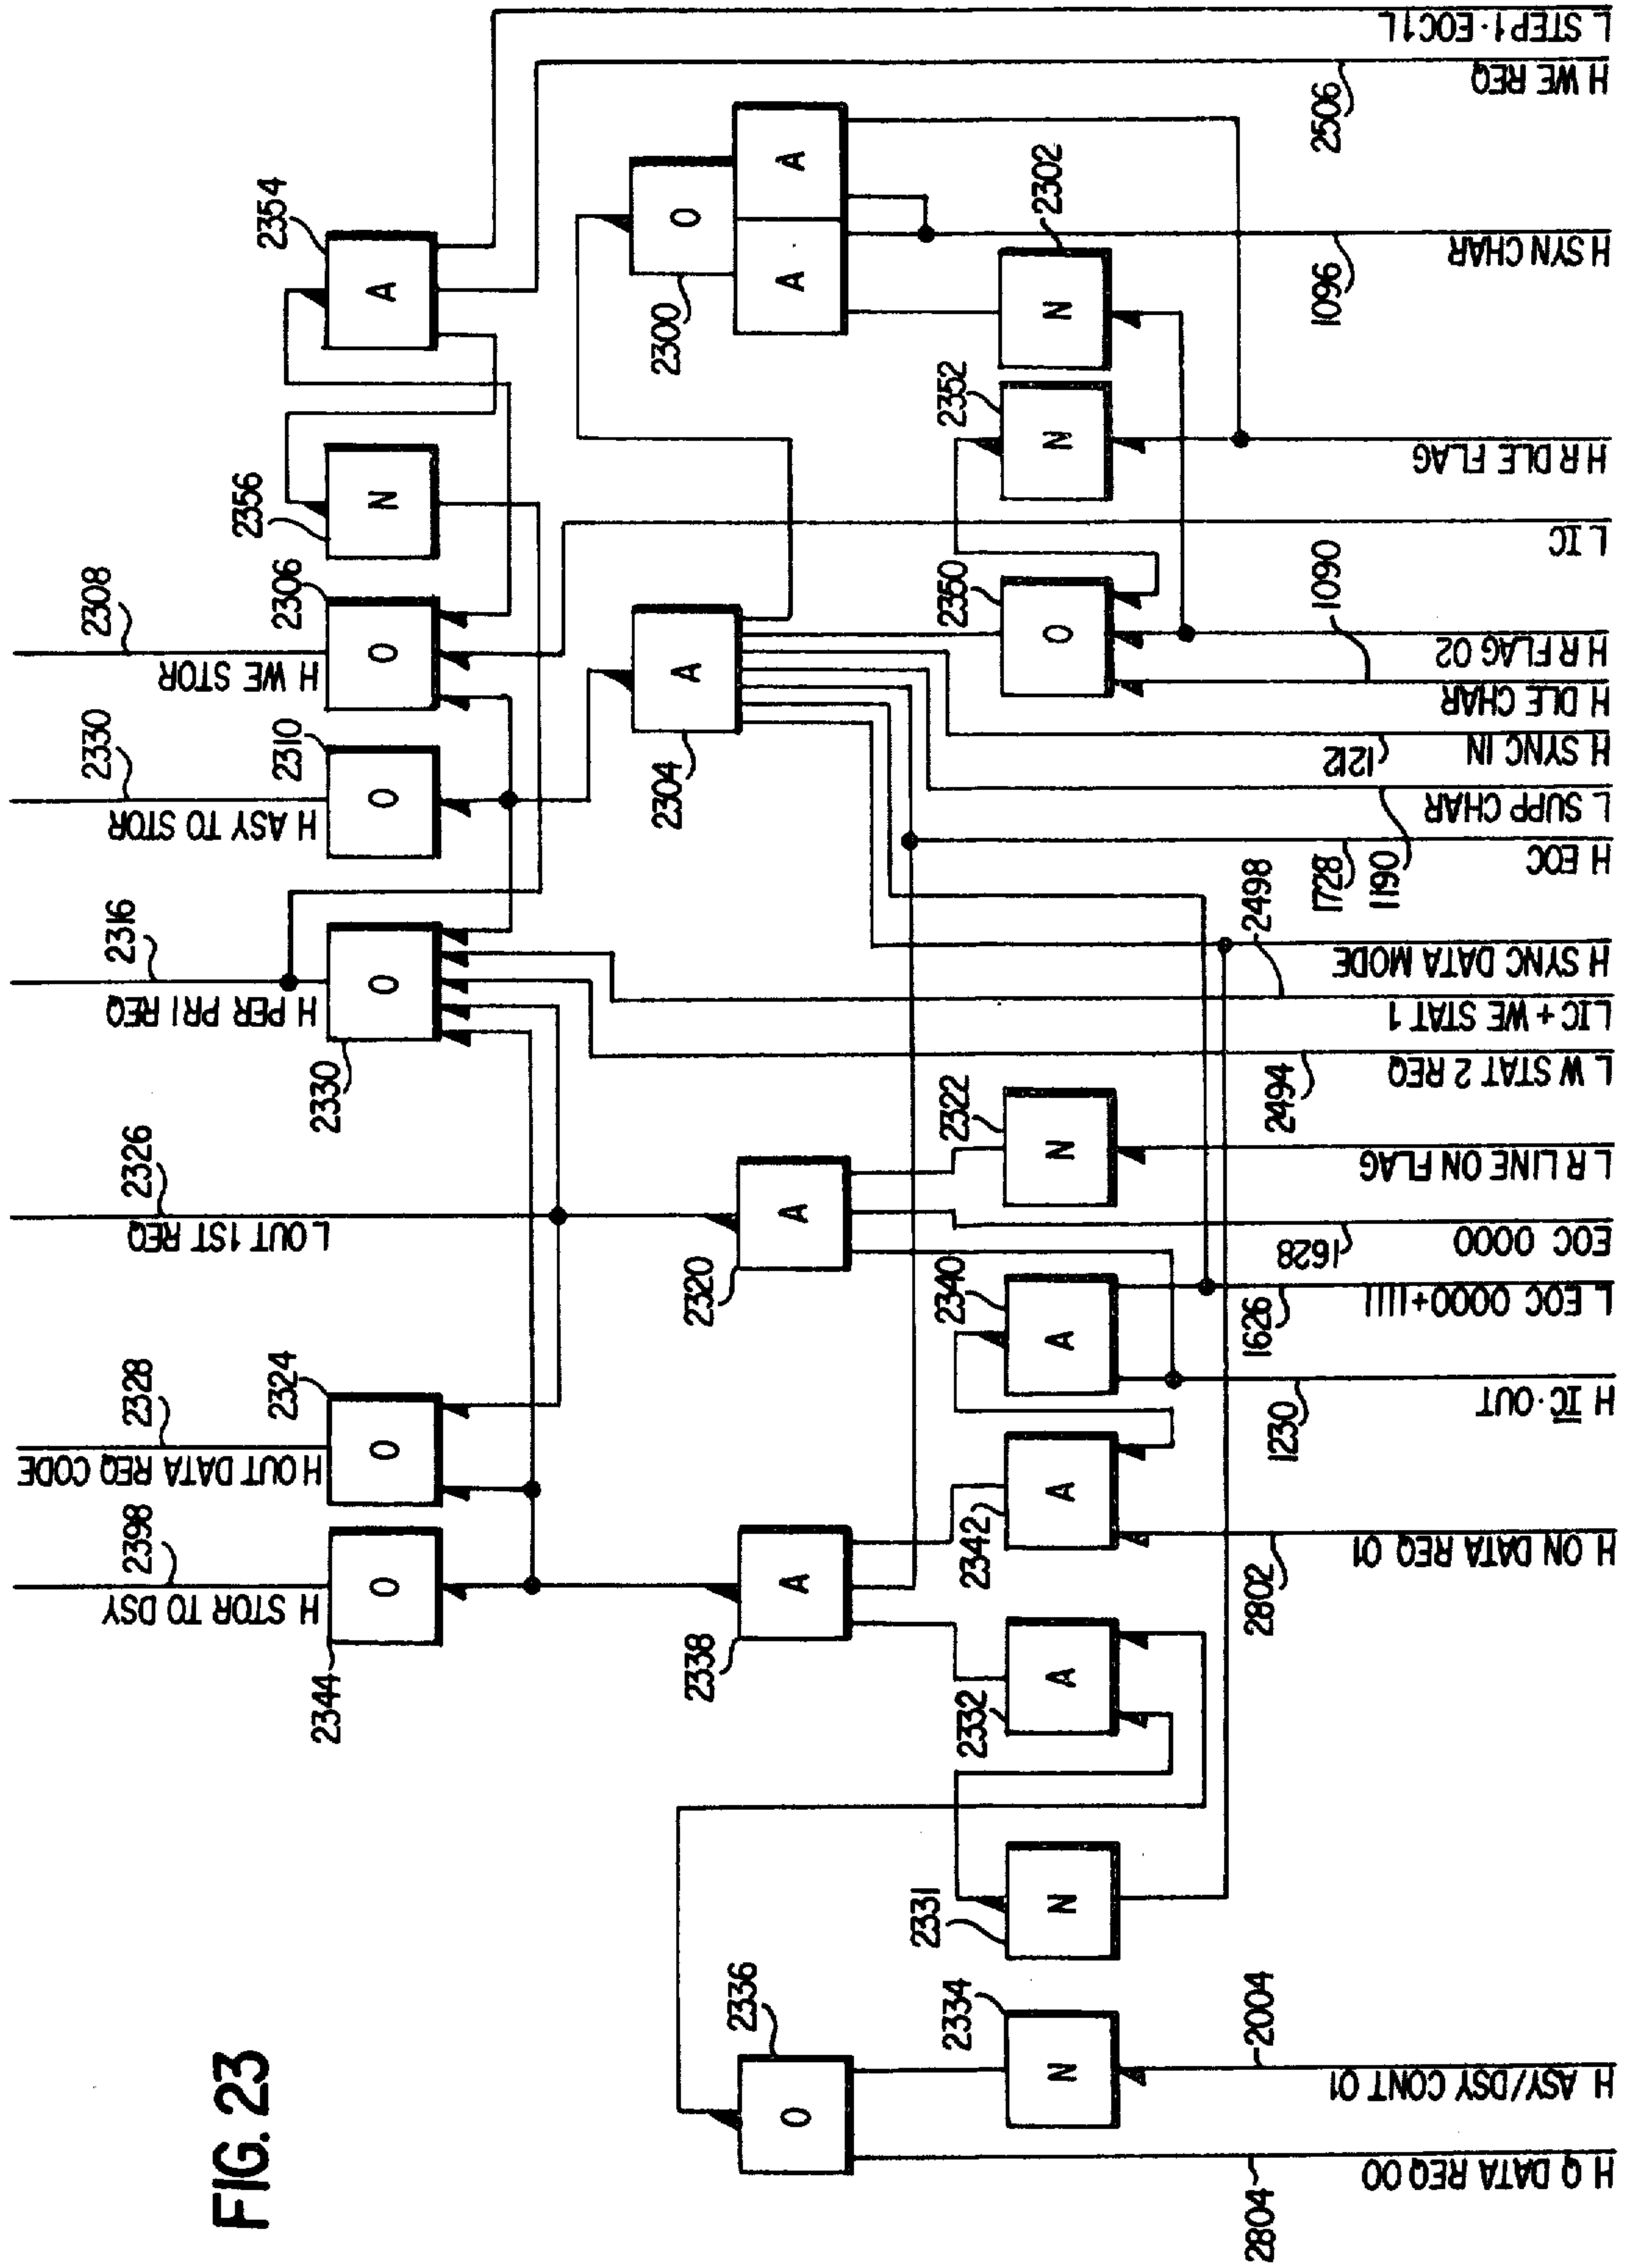 FIG. 23
2398
H STOR TO DSY
2344
2328
H OUT DATA REQ CODE
2324
2326
L OUT 1ST REQ
2316
H PER PRI REQ
2330
O
2330
H ASY TO STOR
2310
O
2308
H WE STOR
2306
O
2356
N
2354
A
O
O
2336
O
2338
A
2320
A
2304
A
2300
O
A
A
2334
N
2331
N
2332
A
2342
A
2340
A
2322
N
2350
O
2352
N
2302
N
2804
H Q DATA REQ 00
2004
H ASY/DSY CONT 01
2802
H ON DATA REQ 01
1230
H IC·OUT
1626
L EOC 0000+1111
1628
EOC 0000
L R LINE ON FLAG
2494
L W STAT 2 REQ
2498
LIC + WE STAT 1
H SYNC DATA MODE
1728
H EOC
1190
L SUPP CHAR
1212
H SYNC IN
1090
H DLE CHAR
H R FLAG 02
L IC
H R DLE FLAG
1096
H SYN CHAR
2506
H WE REQ
L STEP 1·EOC1L